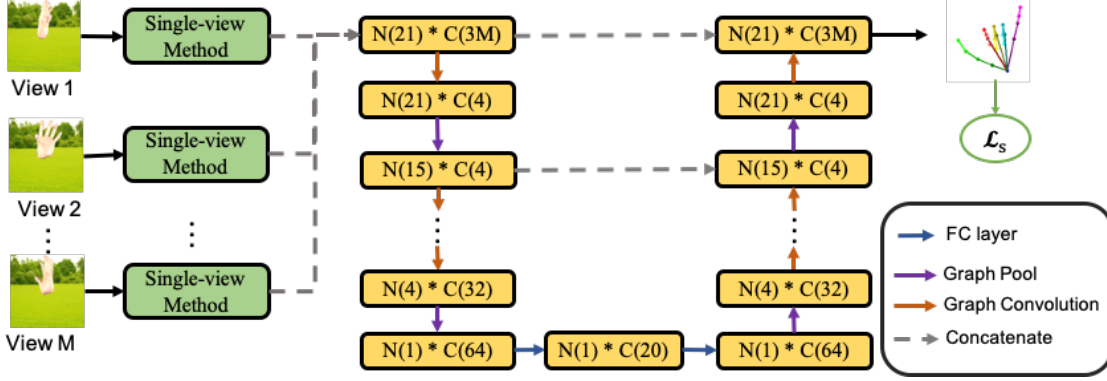 View 1
Single-view
Method
View 2
Single-view
Method
View M
Single-view
Method
N(21) * C(3M)
N(21) * C(4)
N(15) * C(4)
N(4) * C(32)
N(1) * C(64)
N(1) * C(20)
N(1) * C(64)
N(4) * C(32)
N(15) * C(4)
N(21) * C(4)
N(21) * C(3M)
ℒs
FC layer
Graph Pool
Graph Convolution
Concatenate